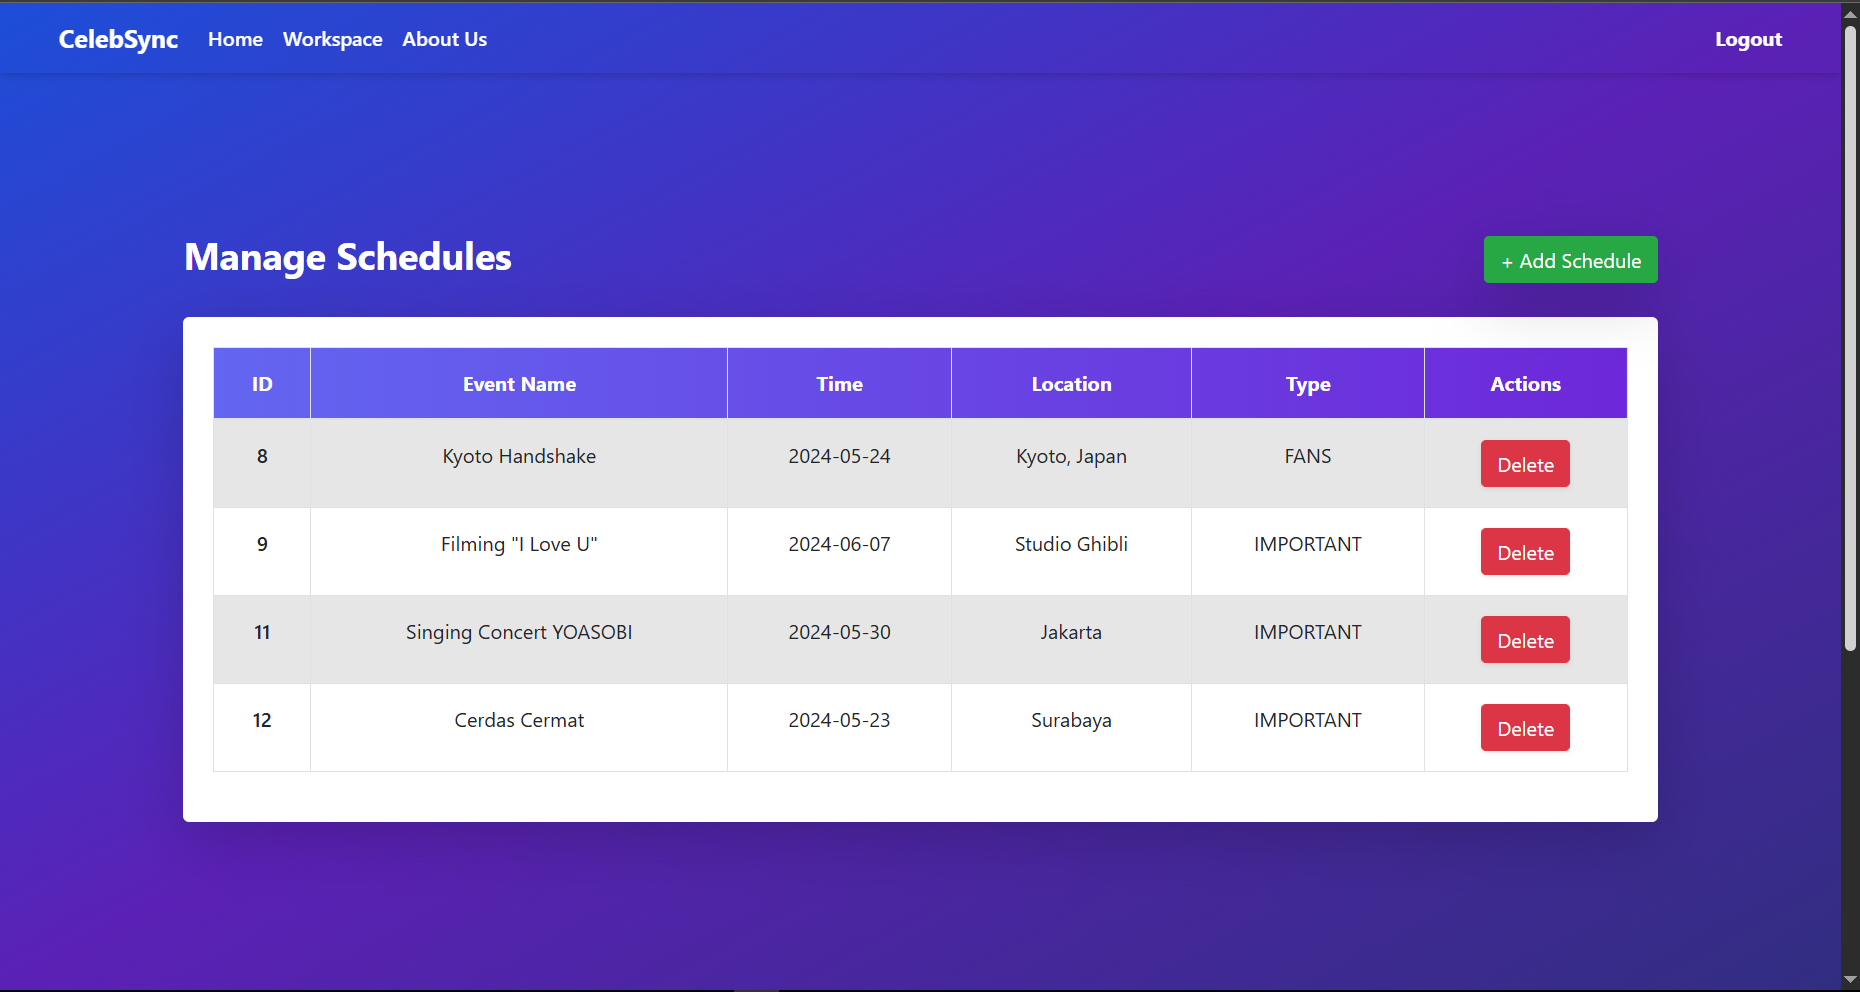 CelebSync Home Workspace About Us Logout
Manage Schedules + Add Schedule
ID Event Name Time Location Type Actions
8 Kyoto Handshake 2024-05-24 Kyoto, Japan FANS Delete
9 Filming "I Love U" 2024-06-07 Studio Ghibli IMPORTANT Delete
11 Singing Concert YOASOBI 2024-05-30 Jakarta IMPORTANT Delete
12 Cerdas Cermat 2024-05-23 Surabaya IMPORTANT Delete